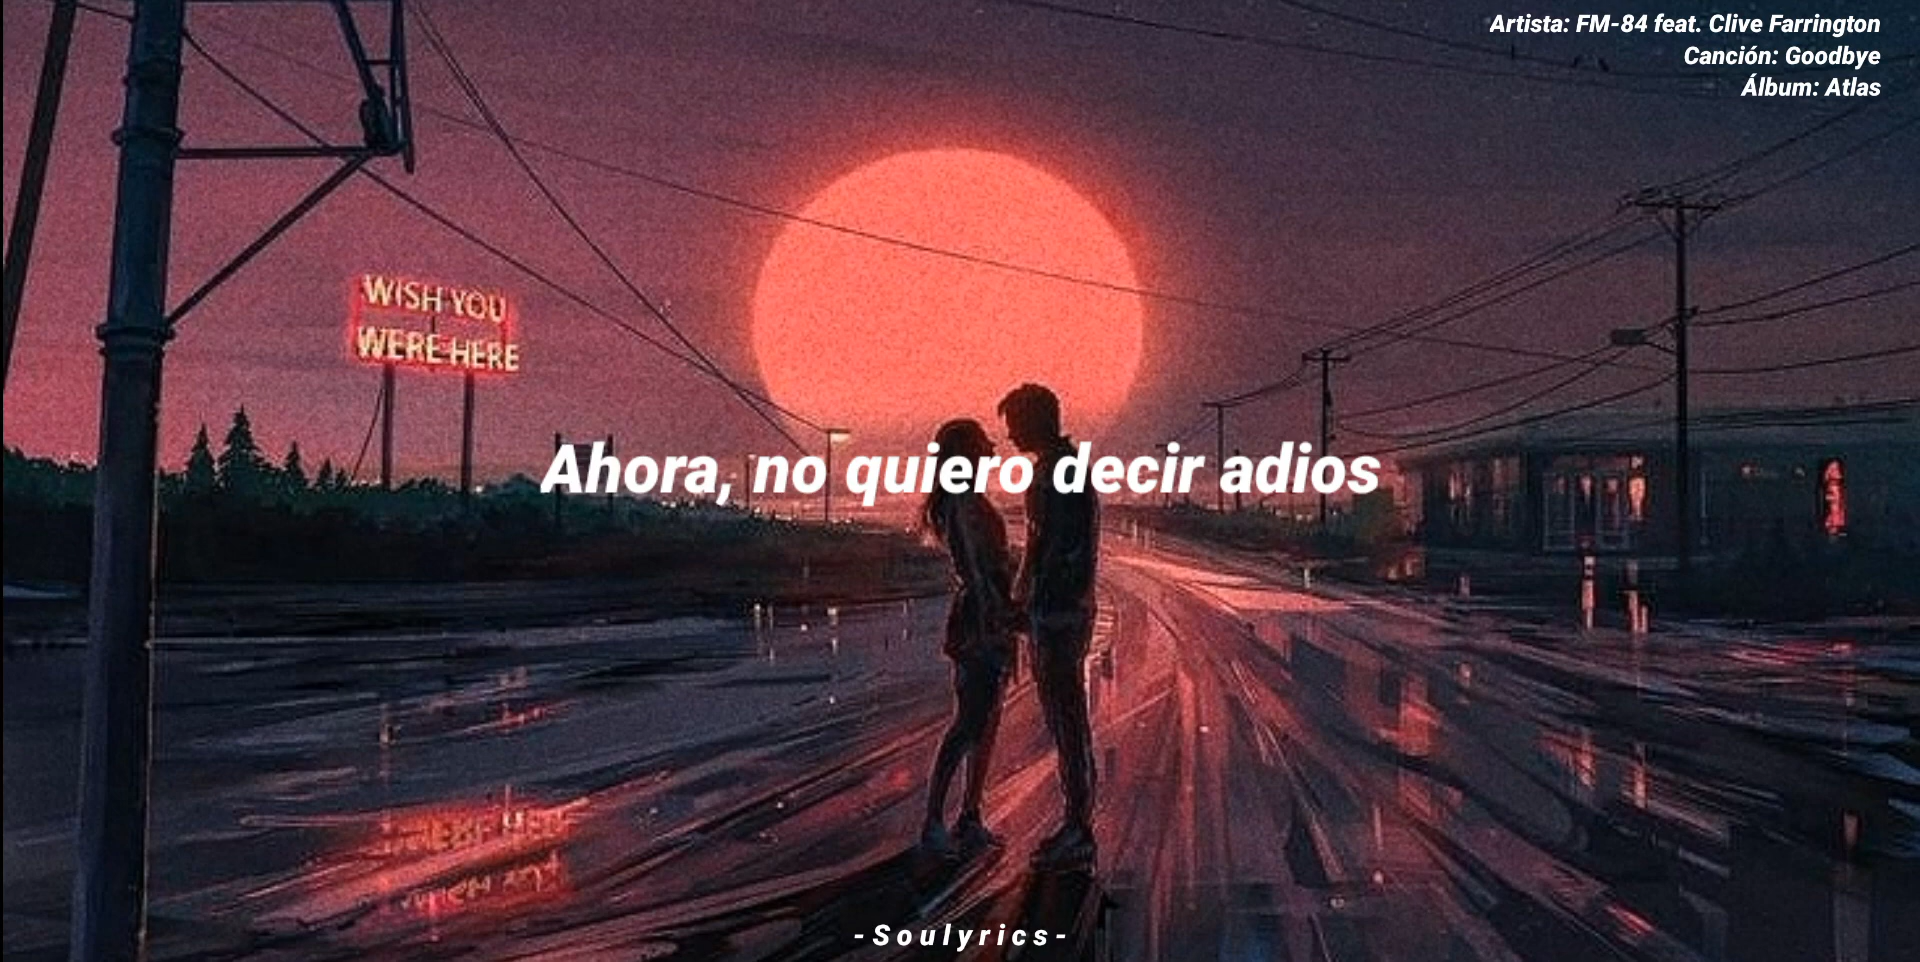 Artista: FM-84 feat. Clive Farrington
Canción: Goodbye
Álbum: Atlas
WISH YOU
WERE HERE
Ahora, no quiero decir adios
- S o u l y r i c s -